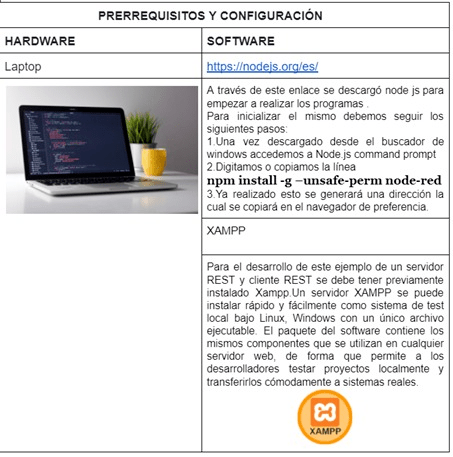 PRERREQUISITOS Y CONFIGURACIÓN
HARDWARE
SOFTWARE
Laptop
https://nodejs.org/es/
A través de este enlace se descargó node js para
empezar a realizar los programas .
Para inicializar el mismo debemos seguir los
siguientes pasos:
1.Una vez descargado desde el buscador de
windows accedemos a Node.js command prompt
2.Digitamos o copiamos la línea
npm install -g –unsafe-perm node-red
3.Ya realizado esto se generará una dirección la
cual se copiará en el navegador de preferencia.
XAMPP
Para el desarrollo de este ejemplo de un servidor
REST y cliente REST se debe tener previamente
instalado Xampp.Un servidor XAMPP se puede
instalar rápido y fácilmente como sistema de test
local bajo Linux, Windows con un único archivo
ejecutable. El paquete del software contiene los
mismos componentes que se utilizan en cualquier
servidor web, de forma que permite a los
desarrolladores testar proyectos localmente y
transferirlos cómodamente a sistemas reales.
XAMPP